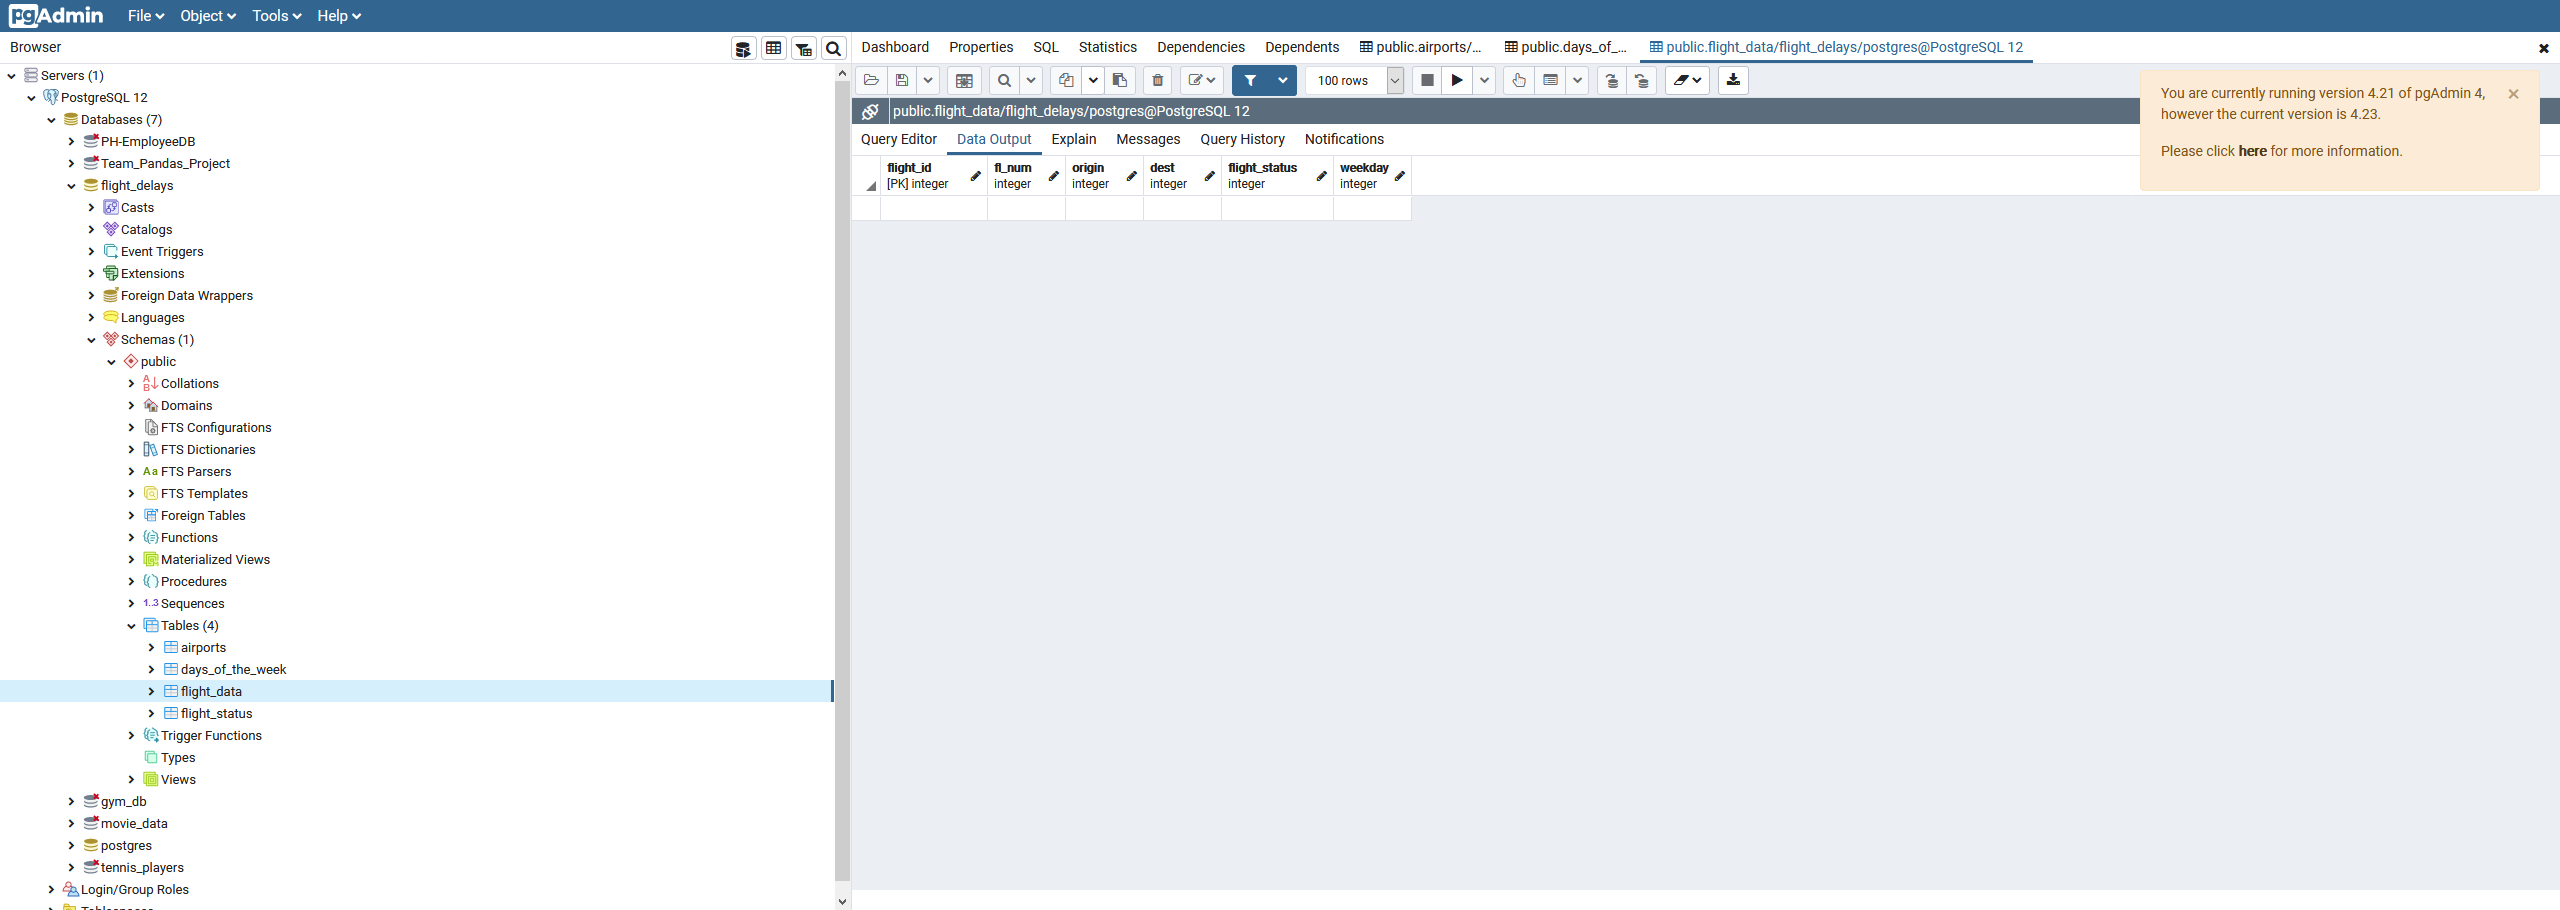 pgAdmin File Object Tools Help
Browser
Dashboard Properties SQL Statistics Dependencies Dependents public.airports/... public.days_of_... public.flight_data/flight_delays/postgres@PostgreSQL 12
Servers (1)
PostgreSQL 12
Databases (7)
PH-EmployeeDB
Team_Pandas_Project
flight_delays
Casts
Catalogs
Event Triggers
Extensions
Foreign Data Wrappers
Languages
Schemas (1)
public
Collations
Domains
FTS Configurations
FTS Dictionaries
Aa FTS Parsers
FTS Templates
Foreign Tables
Functions
Materialized Views
Procedures
1..3 Sequences
Tables (4)
airports
days_of_the_week
flight_data
flight_status
Trigger Functions
Types
Views
gym_db
movie_data
postgres
tennis_players
Login/Group Roles
Tablespaces
100 rows
public.flight_data/flight_delays/postgres@PostgreSQL 12
Query Editor Data Output Explain Messages Query History Notifications
flight_id fl_num origin dest flight_status weekday
[PK] integer integer integer integer integer integer
You are currently running version 4.21 of pgAdmin 4,
however the current version is 4.23.
Please click here for more information.